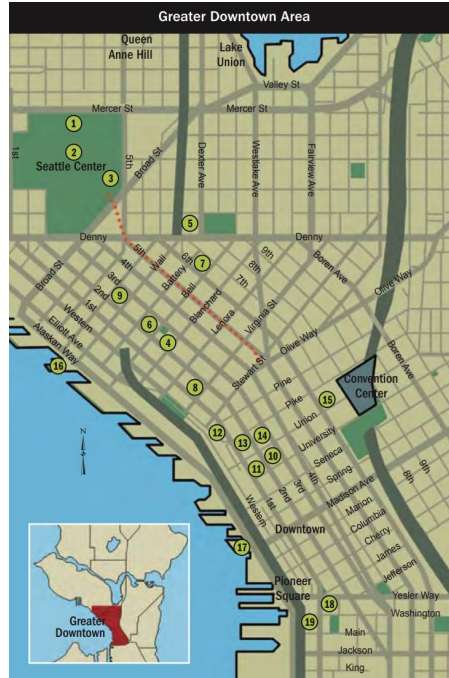 Greater Downtown Area
Queen
Anne Hill
Lake
Union
Valley St
Mercer St
Mercer St
1
2
Seattle Center
3
1st
5th
Broad St
Dexter Ave
Westlake Ave
Fairview Ave
5
Denny
Denny
Broad St
4th
5th
Wall
6th
7
9th
8th
7th
Boren Ave
3rd
Battery
Bell
2nd
9
Blanchard
Olive Way
1st
Lenora
Virginia St
Western
6
4
Elliott Ave
Alaskan Way
Olive Way
Boren Ave
16
Stewart St
Pine
Convention
Center
8
Pike
15
Union
12
13
14
University
N
S
10
11
Seneca
Spring
9th
8th
4th
3rd
2nd
1st
Western
Madison Ave
Marion
Downtown
Columbia
Cherry
17
James
Jefferson
Pioneer
Square
18
Yesler Way
Washington
19
Main
Jackson
King
Greater
Downtown